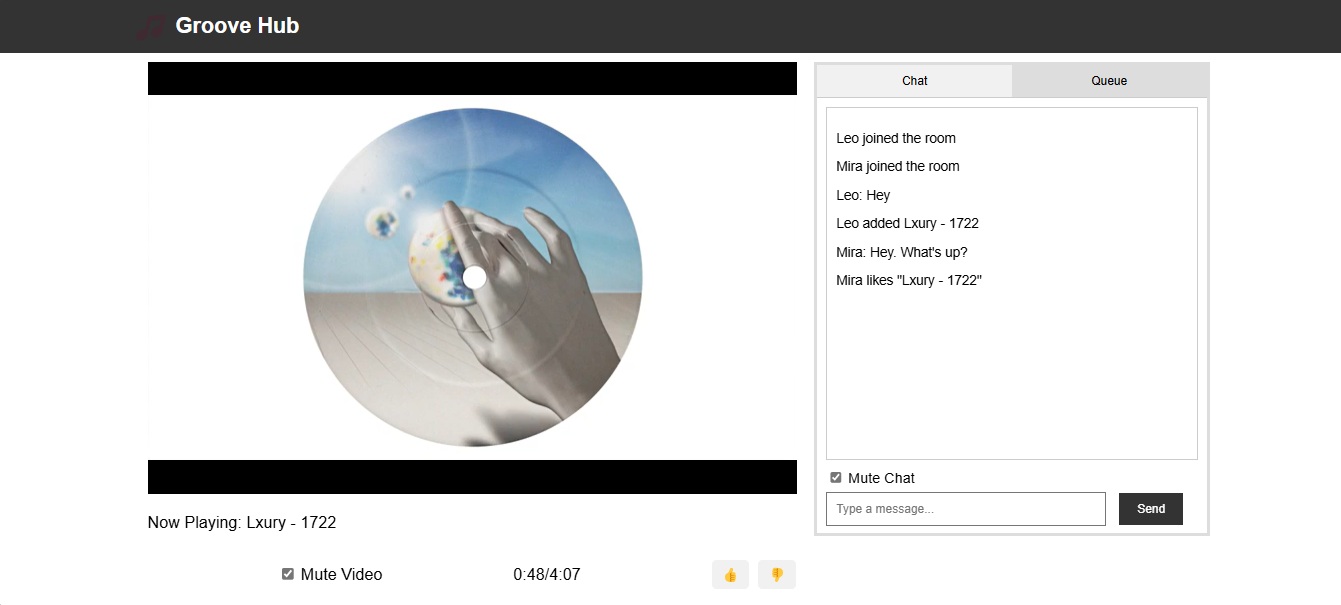 Groove Hub
Chat
Queue
Leo joined the room
Mira joined the room
Leo: Hey
Leo added Lxury - 1722
Mira: Hey. What's up?
Mira likes "Lxury - 1722"
Mute Chat
Type a message...
Send
Now Playing: Lxury - 1722
Mute Video
0:48/4:07